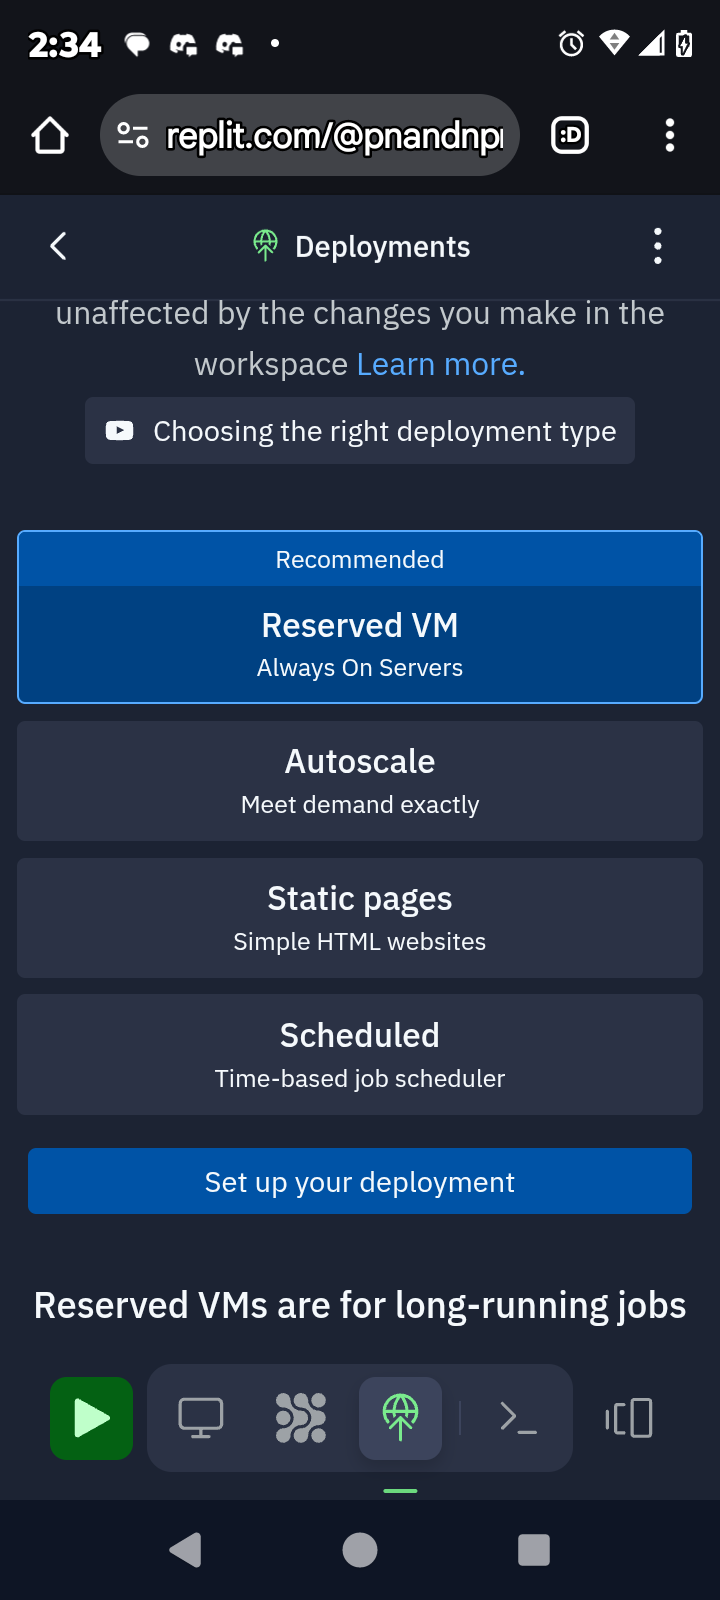 2:34
replit.com/@pnandnpr
:D
Deployments
unaffected by the changes you make in the
workspace Learn more.
Choosing the right deployment type
Recommended
Reserved VM
Always On Servers
Autoscale
Meet demand exactly
Static pages
Simple HTML websites
Scheduled
Time-based job scheduler
Set up your deployment
Reserved VMs are for long-running jobs